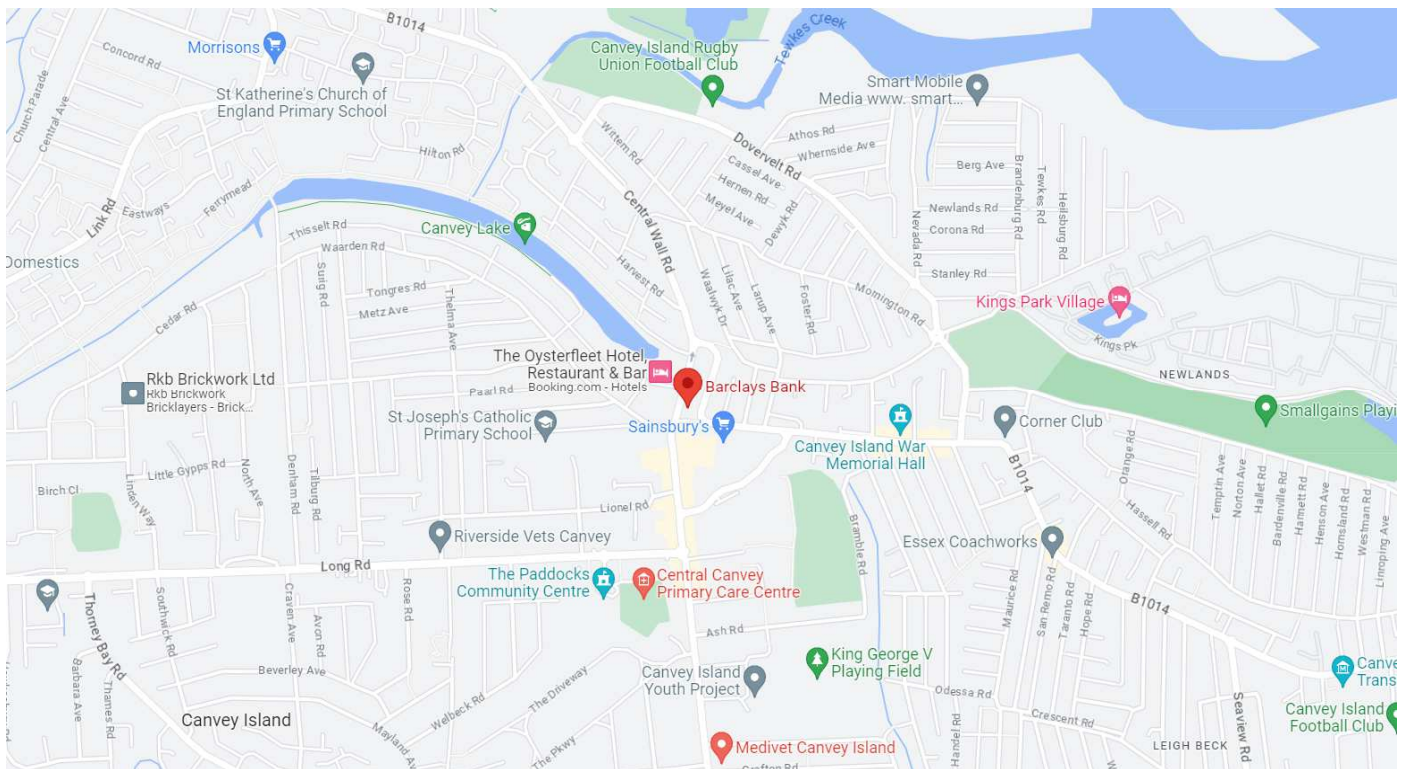 B1014
Morrisons
Concord Rd
Church Parade
Central Ave
St Katherine's Church of
England Primary School
Canvey Island Rugby
Union Football Club
Tewkes Creek
Smart Mobile
Media www. smart...
Hilton Rd
Wittem Rd
Athos Rd
Whernside Ave
Dovervelt Rd
Cassel Ave
Hernen Rd
Meyel Ave
Dewyk Rd
Berg Ave
Brandenburg Rd
Tewkes Rd
Heilsburg Rd
Newlands Rd
Corona Rd
Nevada Rd
Stanley Rd
Link Rd
Eastways
Ferrymead
Domestics
Thisselt Rd
Canvey Lake
Central Wall Rd
Waarden Rd
Surig Rd
Harvest Rd
Tongres Rd
Metz Ave
Thelma Ave
Cedar Rd
Waalwyk Dr
Lilac Ave
Larup Ave
Foster Rd
Mornington Rd
Kings Park Village
Kings Pk
NEWLANDS
The Oysterfleet Hotel,
Restaurant & Bar
Booking.com - Hotels
Barclays Bank
Rkb Brickwork Ltd
Rkb Brickwork
Bricklayers - Brick...
Paarl Rd
St Joseph's Catholic
Primary School
Sainsbury's
Canvey Island War
Memorial Hall
Corner Club
Smallgains Playi
Little Gypps Rd
Birch Cl
Linden Way
North Ave
Denham Rd
Tilburg Rd
Lionel Rd
B1014
Orange Rd
Hassell Rd
Temptin Ave
Norton Ave
Hallet Rd
Bardenville Rd
Hannett Rd
Henson Ave
Hornsland Rd
Westman Rd
Linroping Ave
Riverside Vets Canvey
Bramble Rd
Essex Coachworks
Long Rd
The Paddocks
Community Centre
Central Canvey
Primary Care Centre
Thorney Bay Rd
Southwick Rd
Craven Ave
Avon Rd
Rose Rd
Maurice Rd
San Remo Rd
Taranto Rd
Hope Rd
B1014
Ash Rd
Beverley Ave
Barbara Ave
Thames Rd
Canvey Island
Youth Project
King George V
Playing Field
Canve
Trans
Welbeck Rd
The Driveway
Odessa Rd
Canvey Island
Mayland Ave
The Pkwy
Handel Rd
Crescent Rd
Seaview Rd
Canvey Island
Football Club
Medivet Canvey Island
LEIGH BECK
Grafton Rd